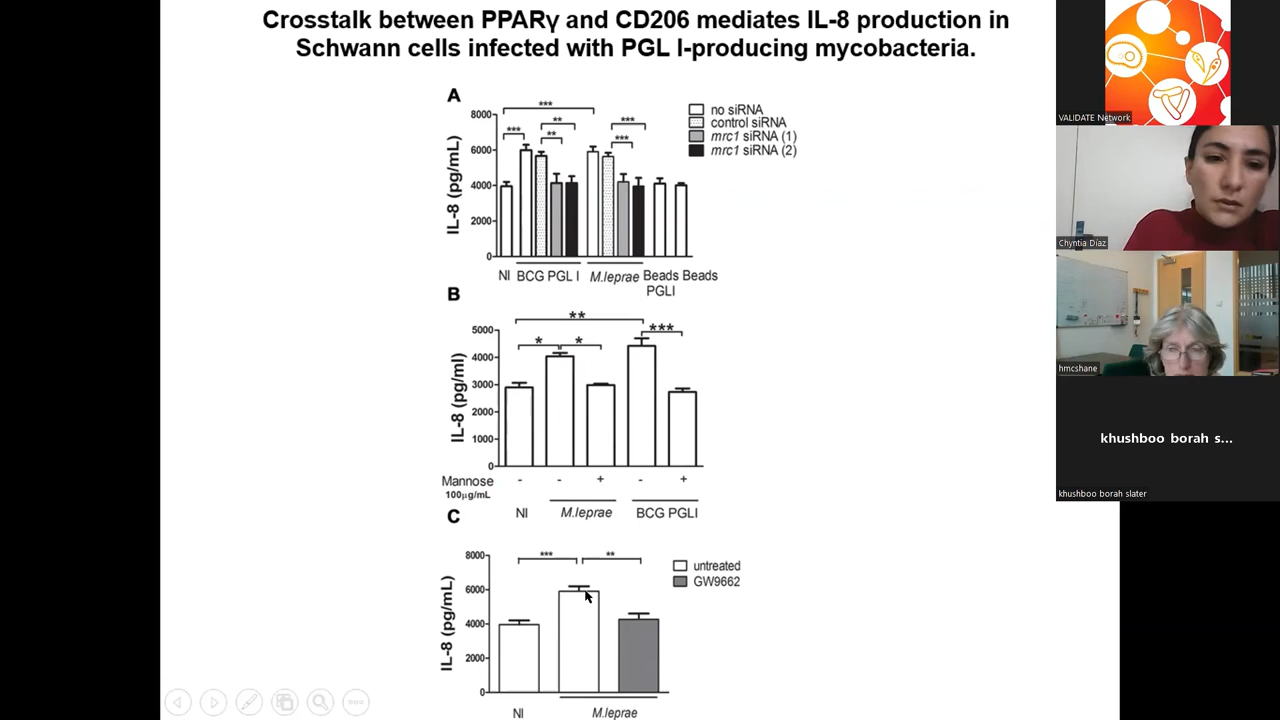 Crosstalk between PPARγ and CD206 mediates IL-8 production in
Schwann cells infected with PGL I-producing mycobacteria.
A
IL-8 (pg/mL)
8000
6000
4000
2000
0
***
***
**
**
***
***
no siRNA
control siRNA
mrc1 siRNA (1)
mrc1 siRNA (2)
NI
BCG PGL I
M.leprae
Beads Beads
PGLI
B
IL-8 (pg/ml)
5000
4000
3000
2000
1000
0
**
*
*
***
Mannose - - + - +
100µg/mL
NI
M.leprae
BCG PGLI
C
IL-8 (pg/mL)
8000
6000
4000
2000
0
***
**
untreated
GW9662
NI
M.leprae
VALIDATE Network
Chyntia Díaz
hmcshane
khushboo borah s...
khushboo borah slater